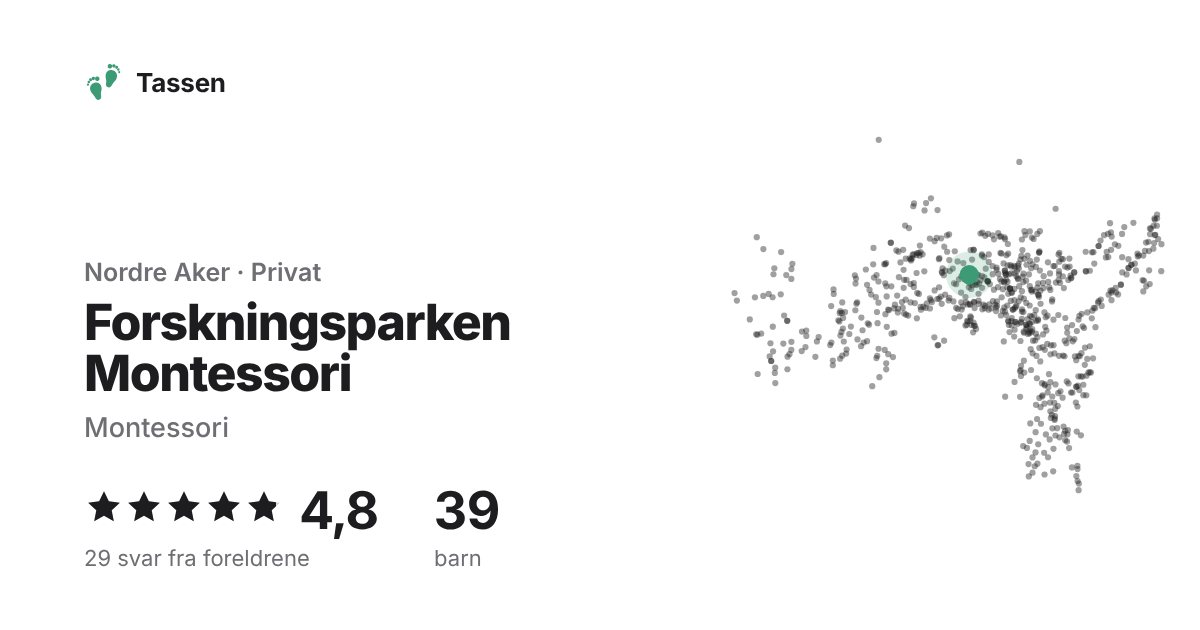 Tassen
Nordre Aker · Privat
Forskningsparken
Montessori
Montessori
4,8
39
29 svar fra foreldrene
barn